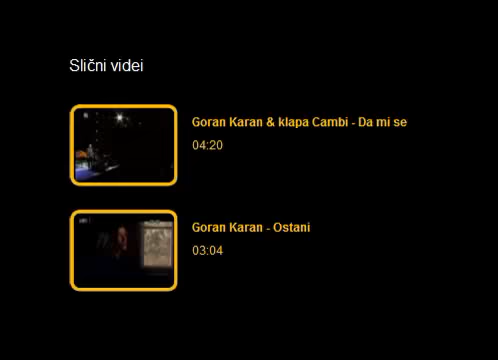 Slični videi
Goran Karan & klapa Cambi - Da mi se
04:20
Goran Karan - Ostani
03:04